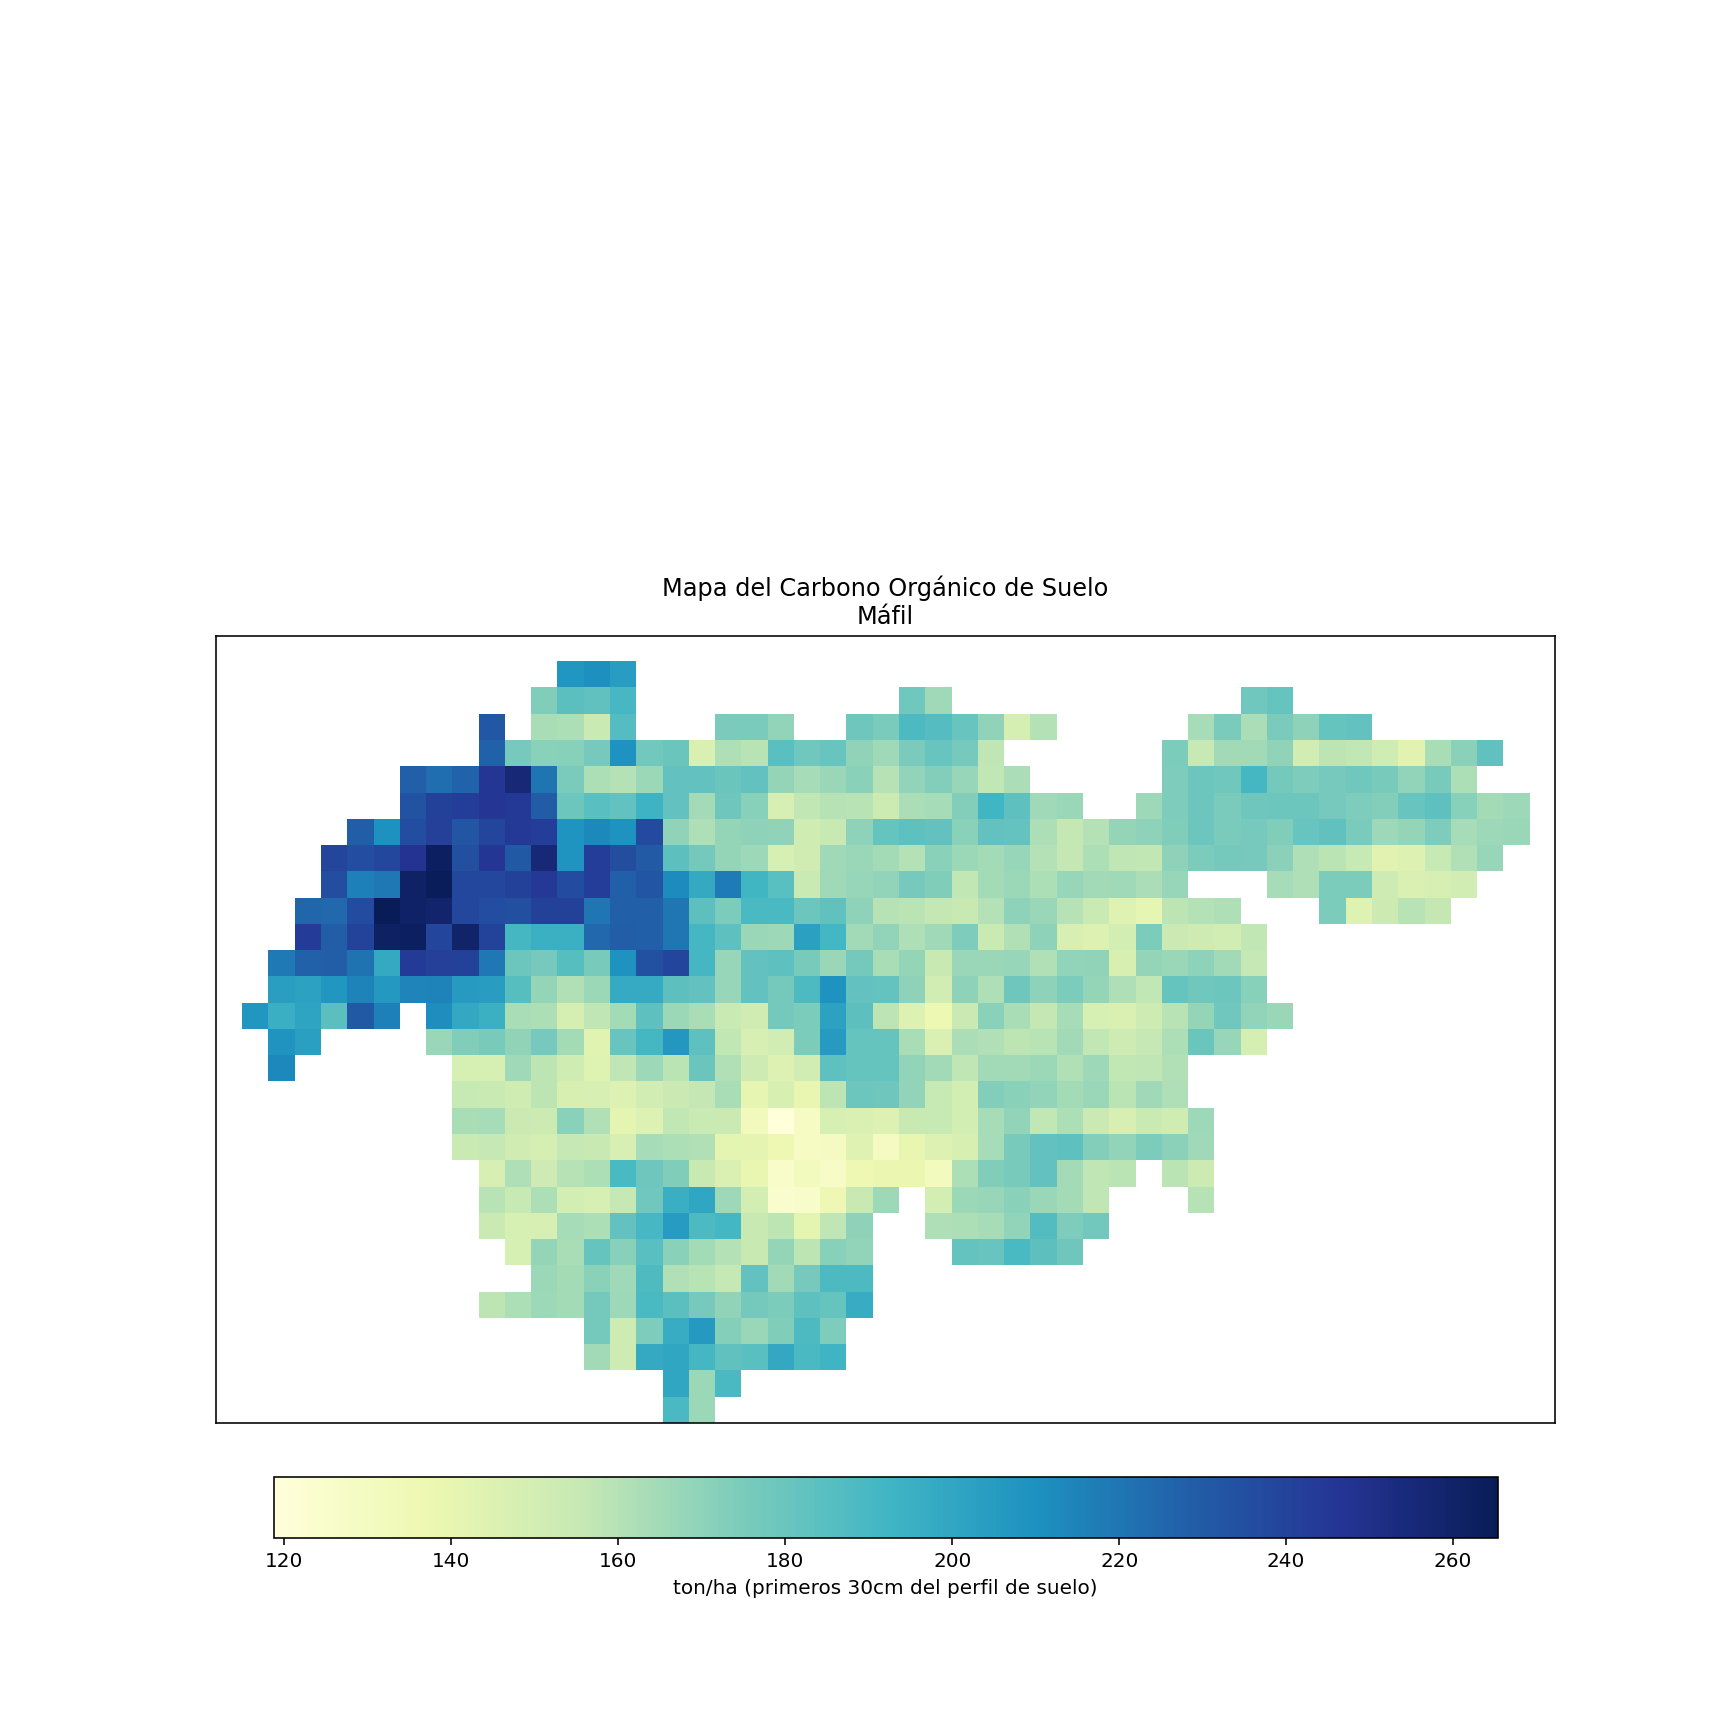 Mapa del Carbono Orgánico de Suelo
Máfil
120 140 160 180 200 220 240 260
ton/ha (primeros 30cm del perfil de suelo)